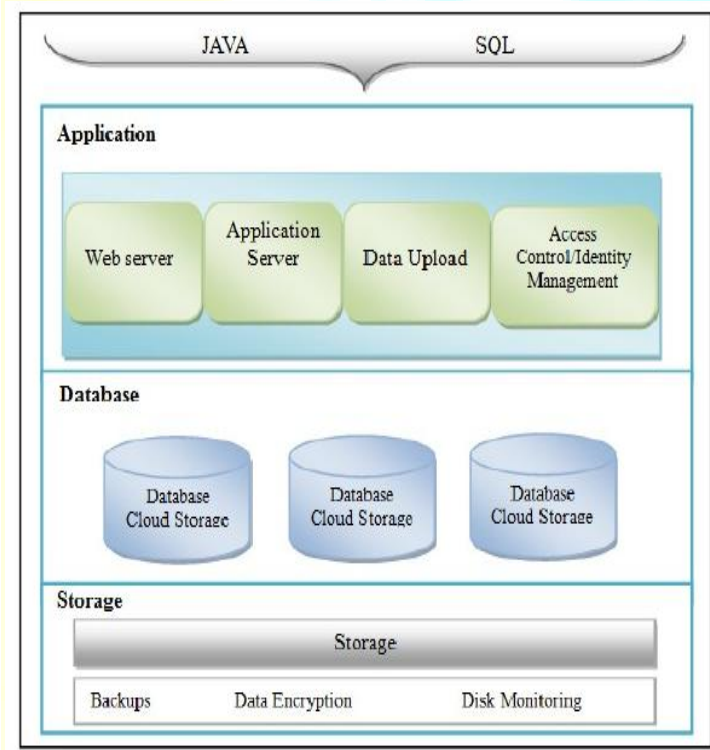 JAVA SQL
Application
Web server
Application
Server
Data Upload
Access
Control/Identity
Management
Database
Database
Cloud Storage
Database
Cloud Storage
Database
Cloud Storage
Storage
Storage
Backups Data Encryption Disk Monitoring